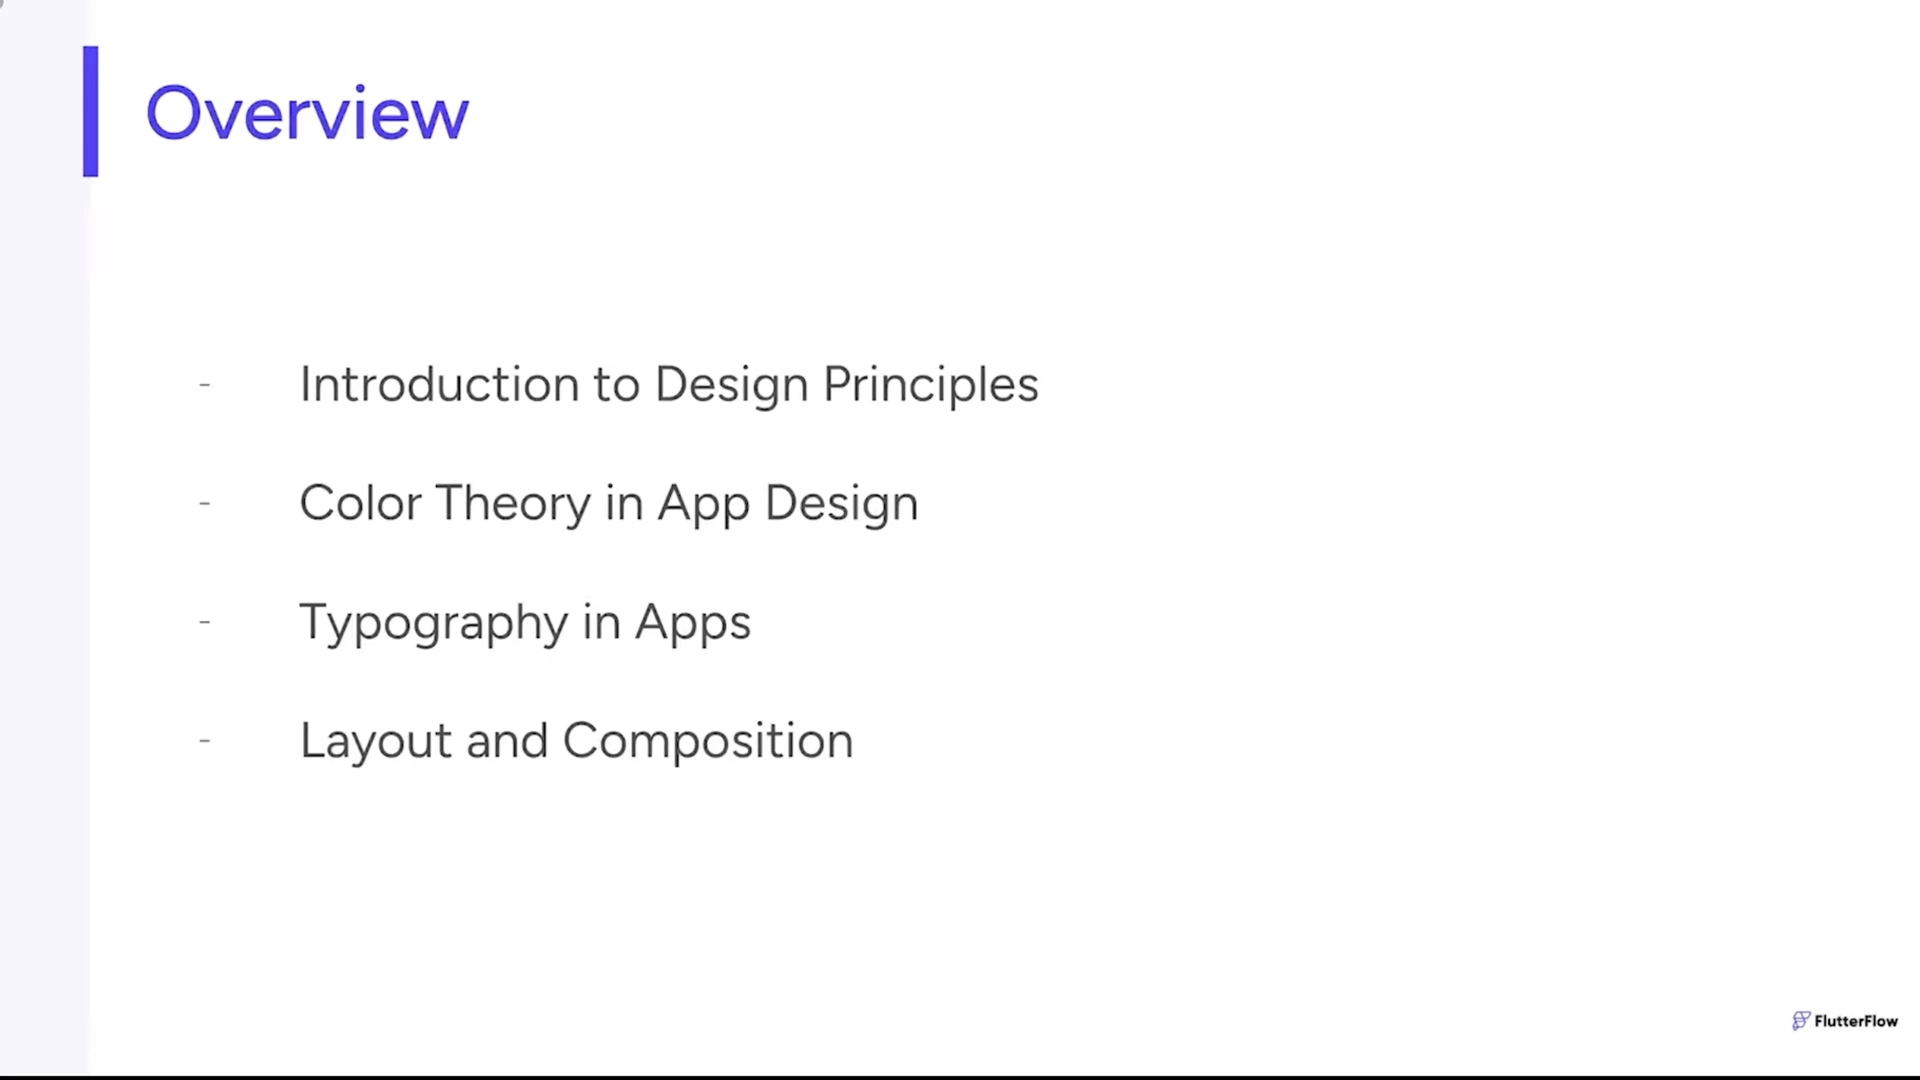 Overview
- Introduction to Design Principles
- Color Theory in App Design
- Typography in Apps
- Layout and Composition
FlutterFlow